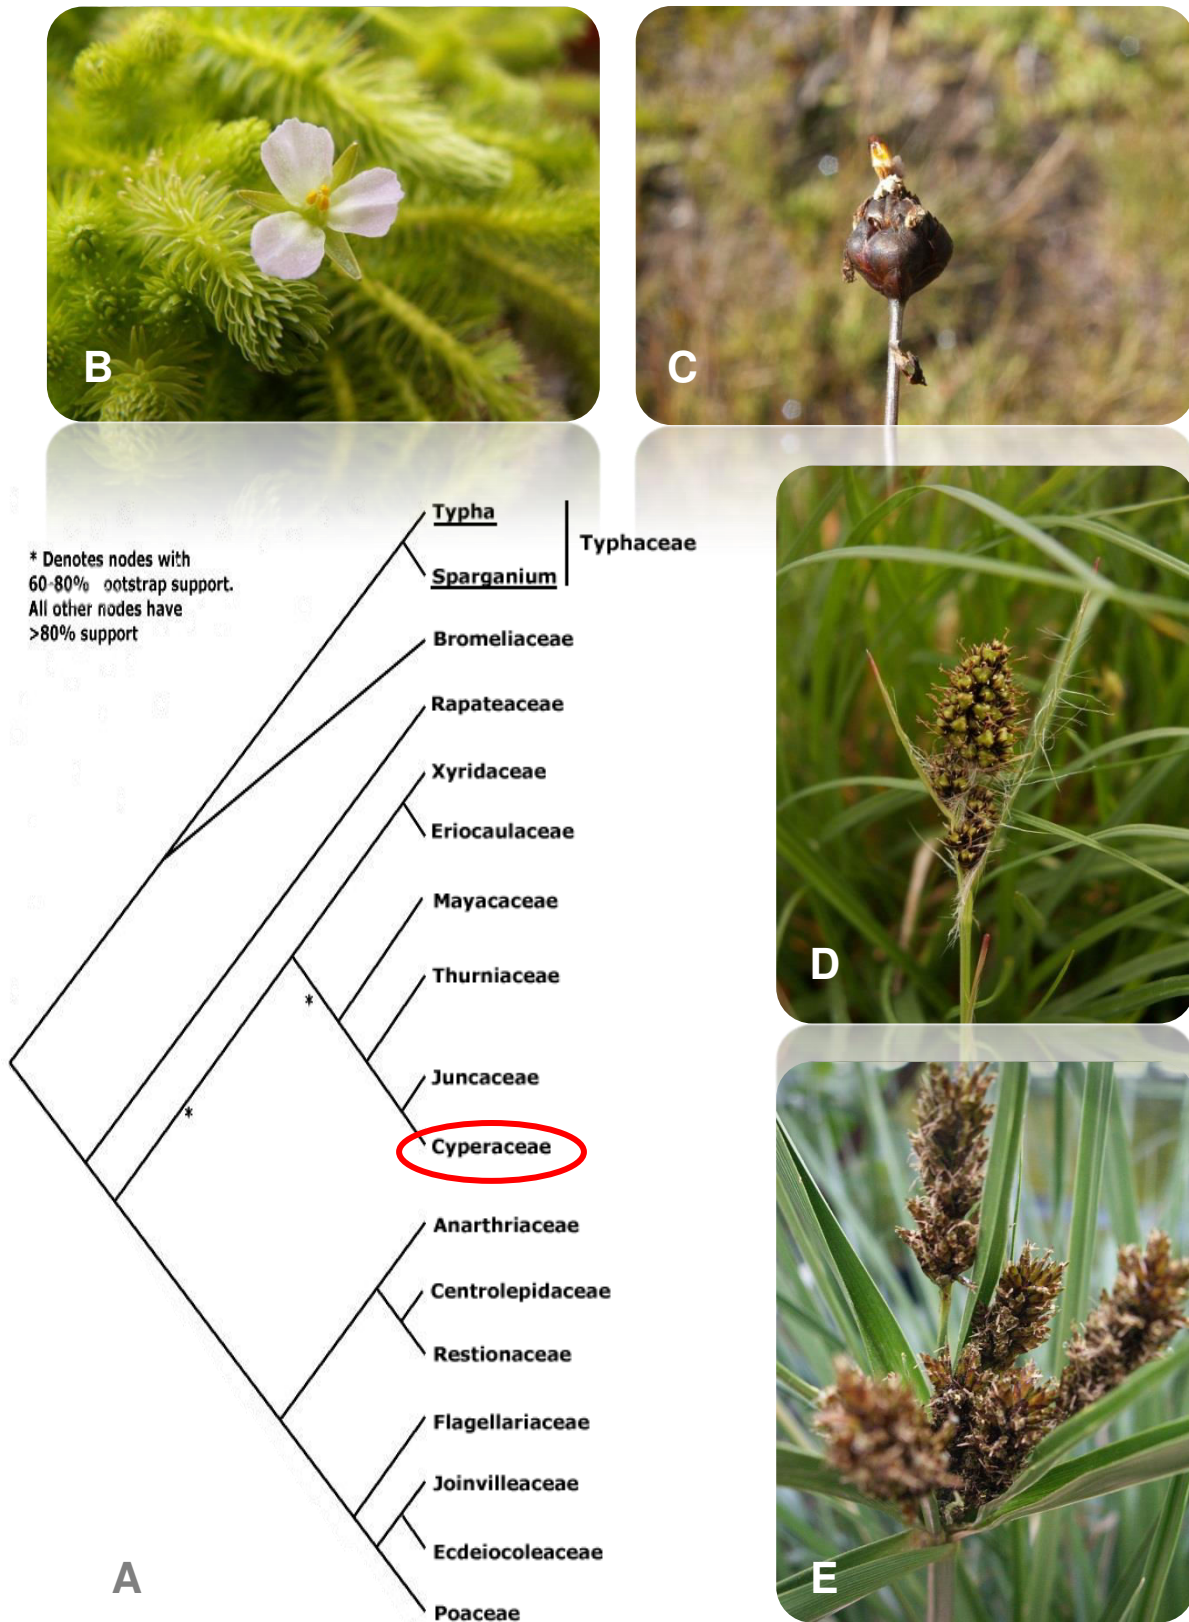 B
C
Typha
Typhaceae
* Denotes nodes with
60-80% ootstrap support.
All other nodes have
>80% support
Sparganium
Bromeliaceae
Rapateaceae
Xyridaceae
Eriocaulaceae
Mayacaceae
D
Thurniaceae
*
Juncaceae
*
Cyperaceae
Anarthriaceae
Centrolepidaceae
Restionaceae
Flagellariaceae
Joinvilleaceae
Ecdeiocoleaceae
A
E
Poaceae